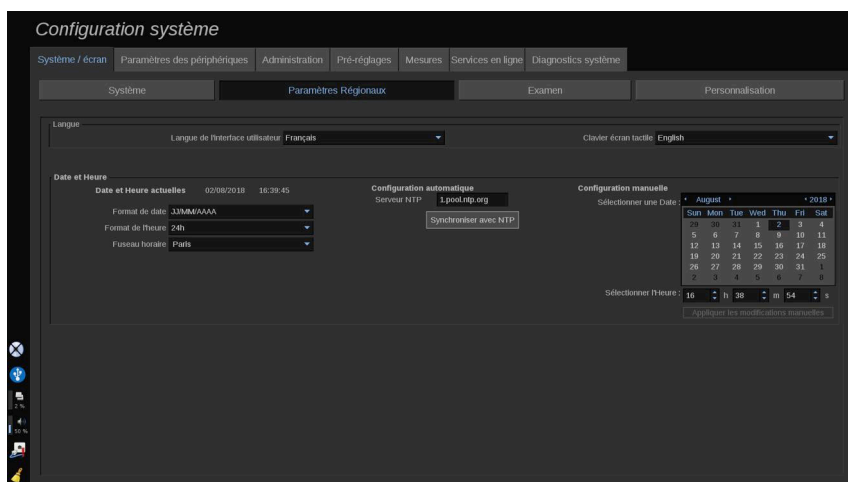 Configuration système
Système / écran Paramètres des périphériques Administration Pré-réglages Mesures Services en ligne Diagnostics système
Système Paramètres Régionaux Examen Personnalisation
Langue
Langue de l'interface utilisateur Français Clavier écran tactile English
Date et Heure
Date et Heure actuelles 02/08/2018 16:39:45 Configuration automatique Configuration manuelle
Serveur NTP 1.pool.ntp.org Sélectionner une Date : August 2018
Format de date JJ/MM/AAAA Synchroniser avec NTP Sun Mon Tue Wed Thu Fri Sat
29 30 31 1 2 3 4
Format de l'heure 24h 5 6 7 8 9 10 11
Fuseau horaire Paris 12 13 14 15 16 17 18
19 20 21 22 23 24 25
26 27 28 29 30 31 1
2 3 4 5 6 7 8
Sélectionner l'Heure : 16 h 38 m 54 s
Appliquer les modifications manuelles
2 %
50 %